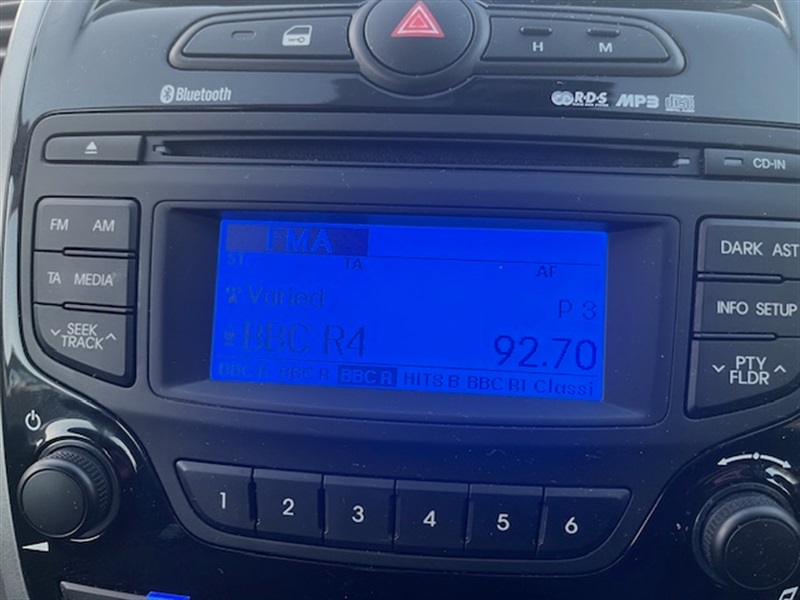 H M
Bluetooth
R·D·S MP3
CD-IN
FM AM
TA MEDIA
SEEK
TRACK
FMA
ST TA AF
Varied P 3
BBC R4 92.70
BBC R BBC R BBC R HITS B BBC RI Classi
DARK AST
INFO SETUP
PTY
FLDR
1 2 3 4 5 6